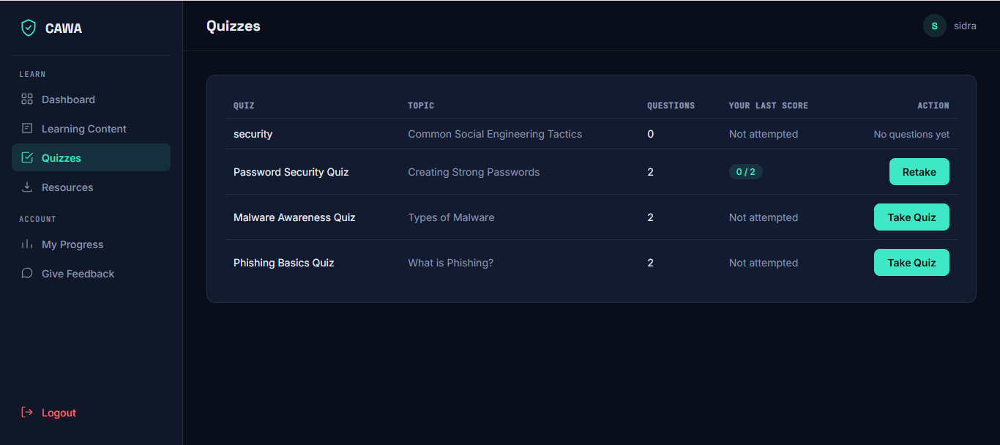 CAWA
LEARN
Dashboard
Learning Content
Quizzes
Resources
ACCOUNT
My Progress
Give Feedback
Logout
Quizzes
S sidra
QUIZ TOPIC QUESTIONS YOUR LAST SCORE ACTION
security Common Social Engineering Tactics 0 Not attempted No questions yet
Password Security Quiz Creating Strong Passwords 2 0 / 2 Retake
Malware Awareness Quiz Types of Malware 2 Not attempted Take Quiz
Phishing Basics Quiz What is Phishing? 2 Not attempted Take Quiz